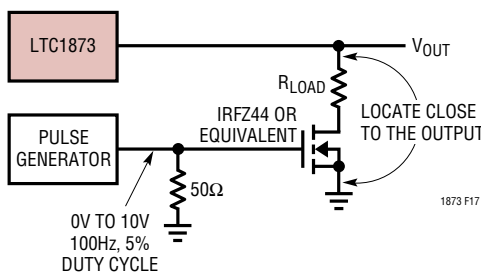 LTC1873
VOUT
RLOAD
IRFZ44 OR
EQUIVALENT
LOCATE CLOSE
TO THE OUTPUT
PULSE
GENERATOR
50Ω
0V TO 10V
100Hz, 5%
DUTY CYCLE
1873 F17